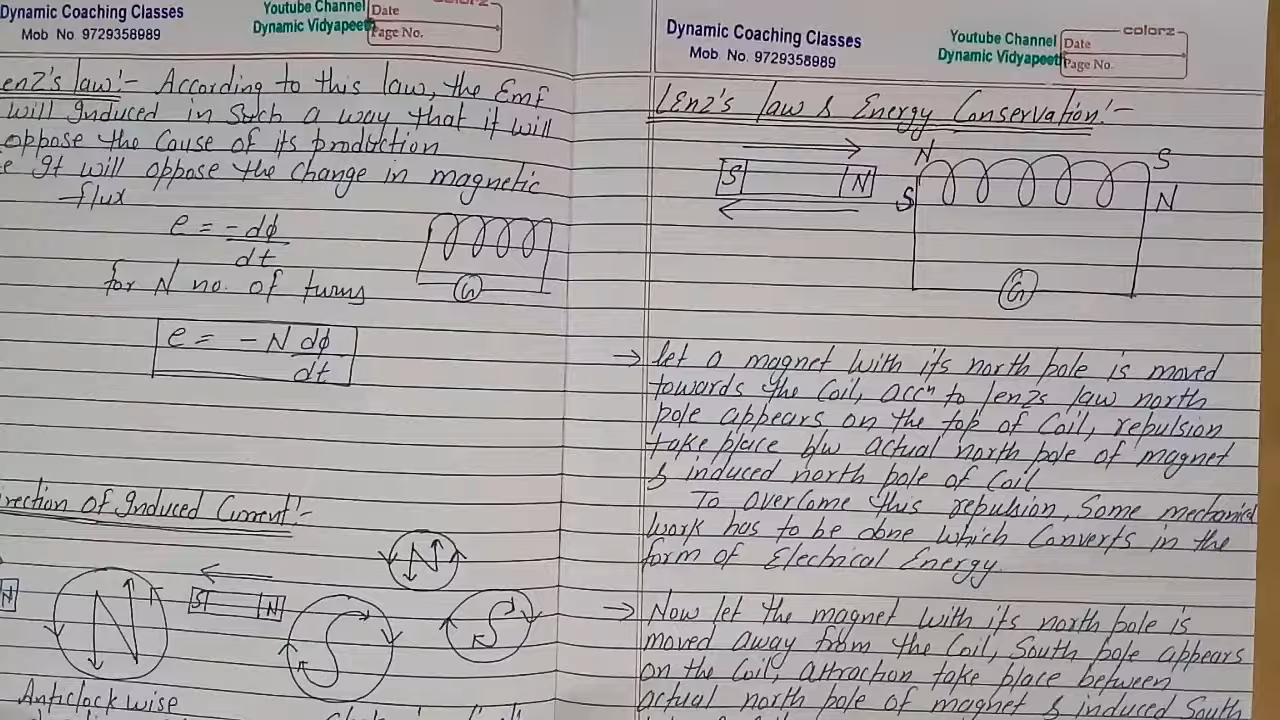 Dynamic Coaching Classes
Mob No. 9729358989
Youtube Channel
Dynamic Vidyapeeth
Date
Page No.
enz's law:- According to this law, the Emf
will Induced in Such a way that it will
oppose the Cause of its production
e It will oppose the change in magnetic
flux
e = -dφ
dt
for N no. of turns
G
e = -N dφ
dt
irection of Induced Current:-
N
N
N
S N
S
S
Anticlockwise
Dynamic Coaching Classes
Mob No. 9729358989
Youtube Channel
Dynamic Vidyapeeth
colorz
Date
Page No.
Lenz's law & Energy Conservation:-
S N
N S
S N
G
→ let a magnet with its north pole is moved
towards the Coil, accn to lenzs law north
pole appears on the top of Coil, repulsion
take place b/w actual north pole of magnet
& induced north pole of Coil
To overcome this repulsion, Some mechanical
work has to be done which Converts in the
form of Electrical Energy.
→ Now let the magnet with its north pole is
moved away from the Coil, South pole appears
on the Coil, attraction take place between
actual north pole of magnet & induced South